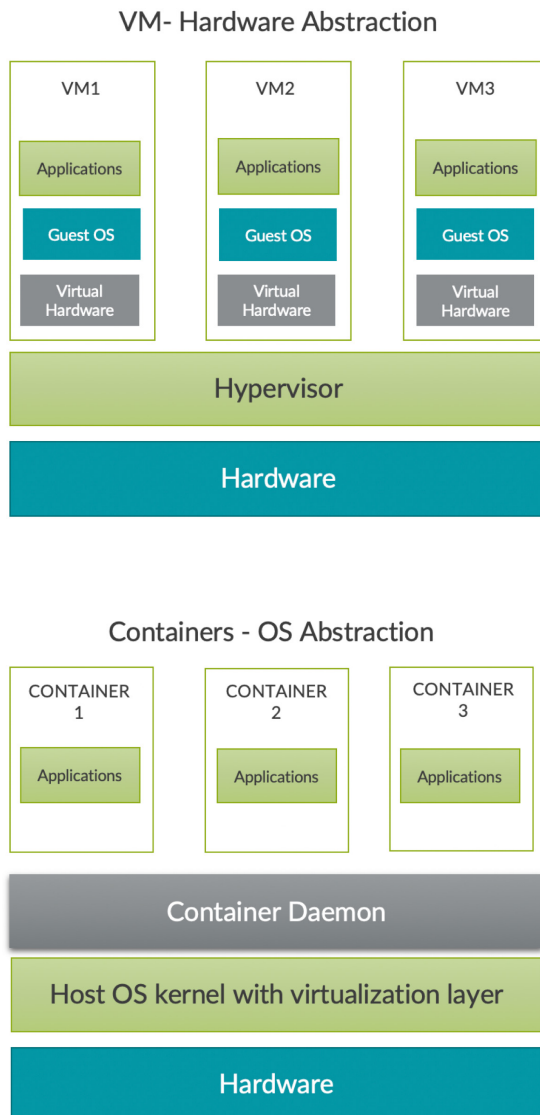 VM- Hardware Abstraction
VM1
VM2
VM3
Applications
Applications
Applications
Guest OS
Guest OS
Guest OS
Virtual
Hardware
Virtual
Hardware
Virtual
Hardware
Hypervisor
Hardware
Containers - OS Abstraction
CONTAINER
1
CONTAINER
2
CONTAINER
3
Applications
Applications
Applications
Container Daemon
Host OS kernel with virtualization layer
Hardware